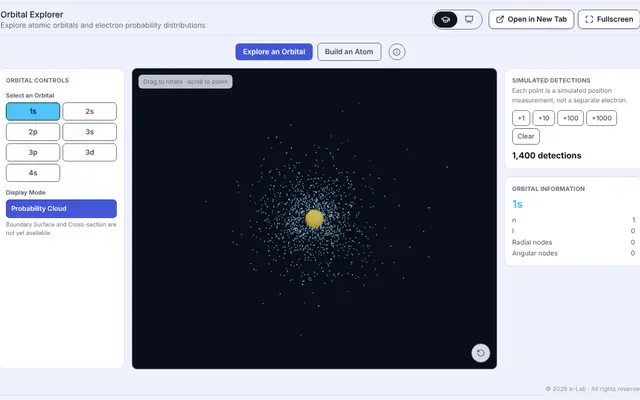 Orbital Explorer
Explore atomic orbitals and electron probability distributions
Open in New Tab
Fullscreen
Explore an Orbital
Build an Atom
ORBITAL CONTROLS
Select an Orbital
1s
2s
2p
3s
3p
3d
4s
Display Mode
Probability Cloud
Boundary Surface and Cross-section are
not yet available.
Drag to rotate · scroll to zoom
SIMULATED DETECTIONS
Each point is a simulated position
measurement, not a separate electron.
+1
+10
+100
+1000
Clear
1,400 detections
ORBITAL INFORMATION
1s
n 1
l 0
Radial nodes 0
Angular nodes 0
© 2026 e-Lab · All rights reserve